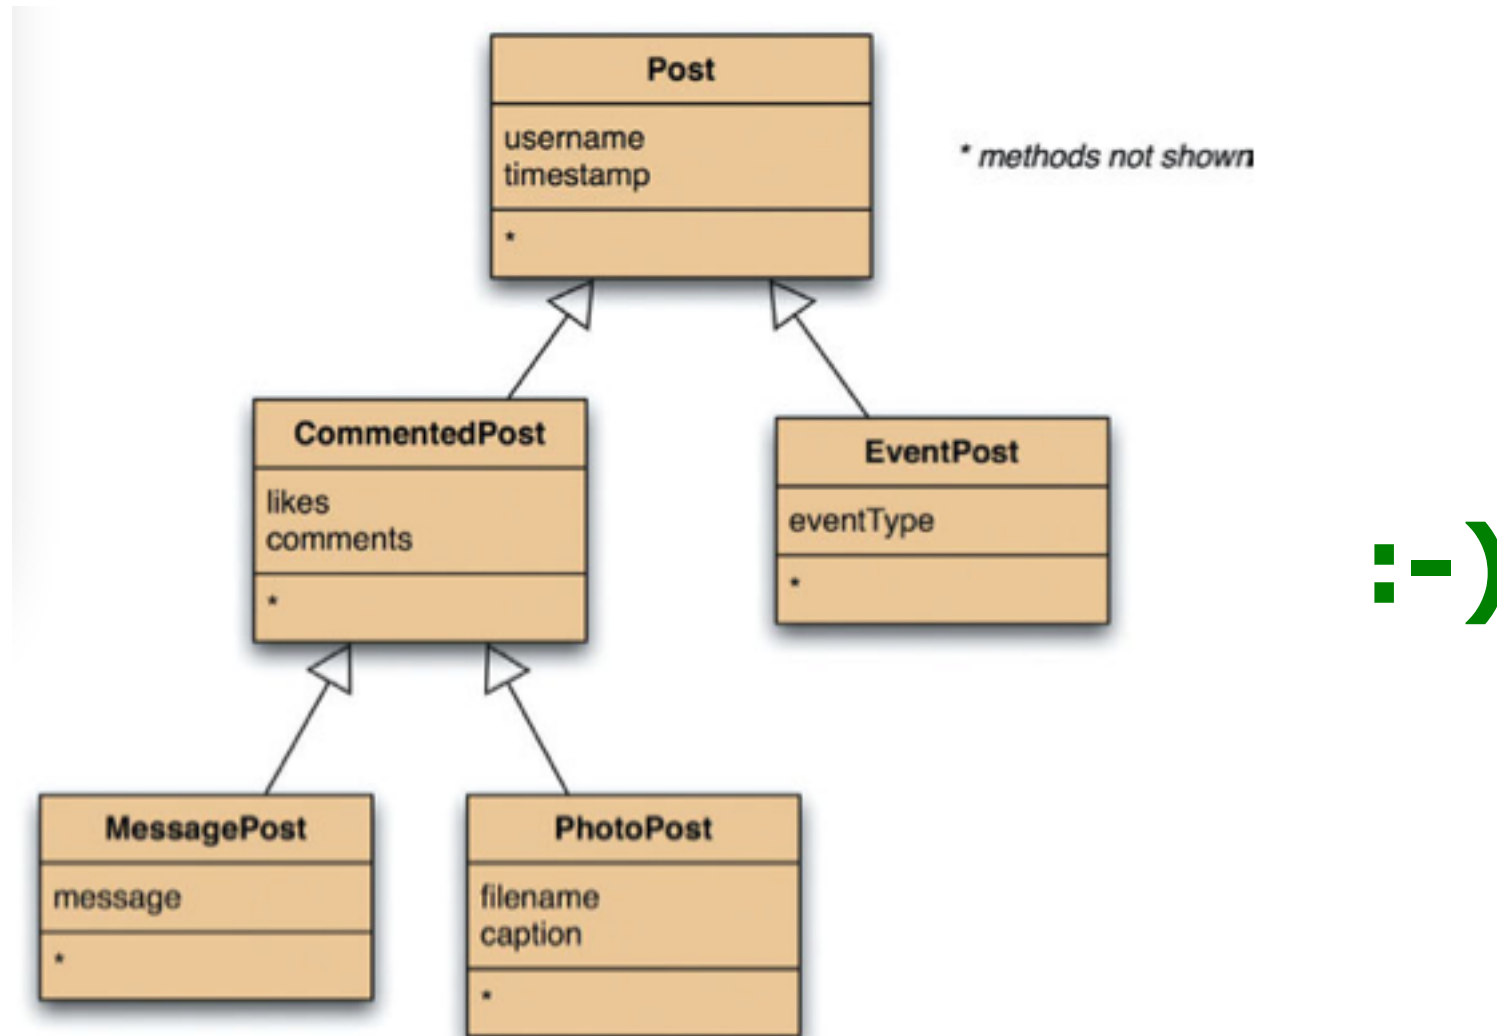 Post
username
timestamp
*
* methods not shown
CommentedPost
likes
comments
*
EventPost
eventType
*
:-)
MessagePost
message
*
PhotoPost
filename
caption
*